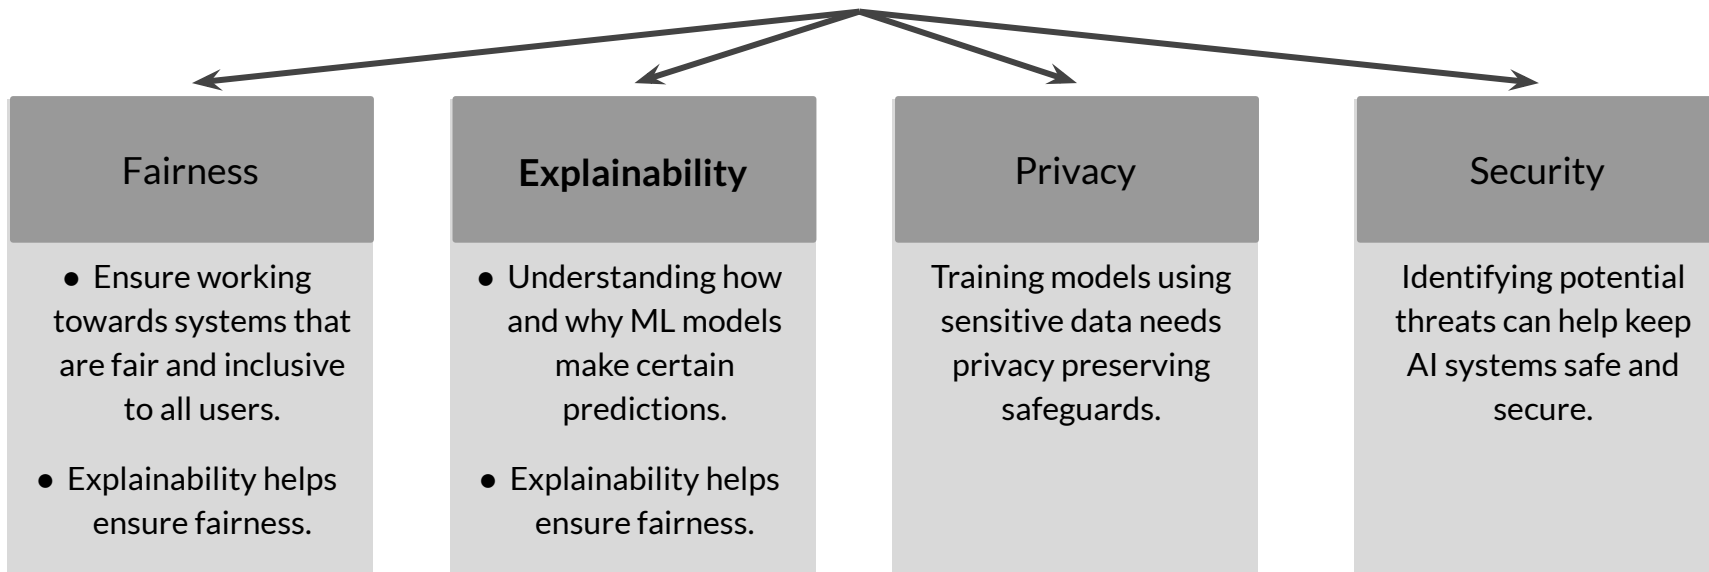 Fairness
● Ensure working
towards systems that
are fair and inclusive
to all users.
● Explainability helps
ensure fairness.
Explainability
● Understanding how
and why ML models
make certain
predictions.
● Explainability helps
ensure fairness.
Privacy
Training models using
sensitive data needs
privacy preserving
safeguards.
Security
Identifying potential
threats can help keep
AI systems safe and
secure.